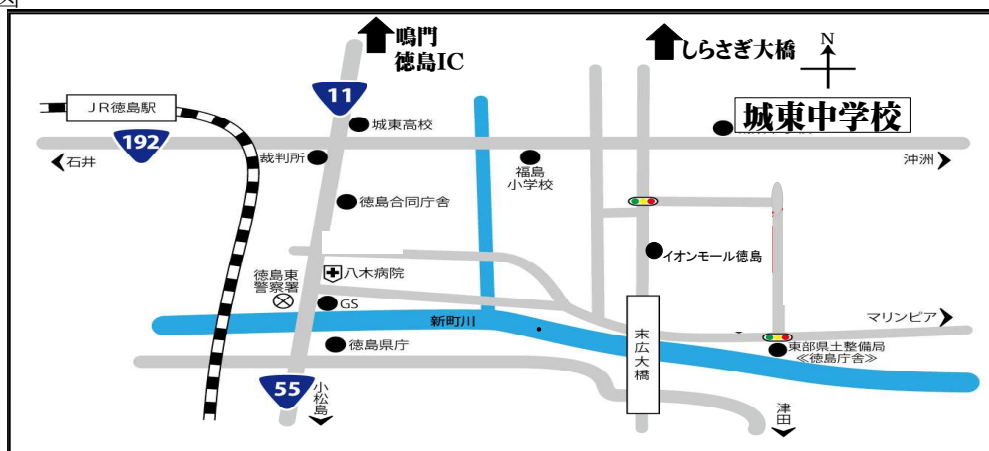 図
鳴門
徳島IC
しらさぎ大橋
N
JR徳島駅
11
城東高校
城東中学校
192
石井
裁判所
福島
小学校
沖洲
徳島合同庁舎
イオンモール徳島
徳島東
警察署
八木病院
GS
新町川
マリンピア
徳島県庁
末広大橋
東部県土整備局
≪徳島庁舎≫
55
小松島
津田